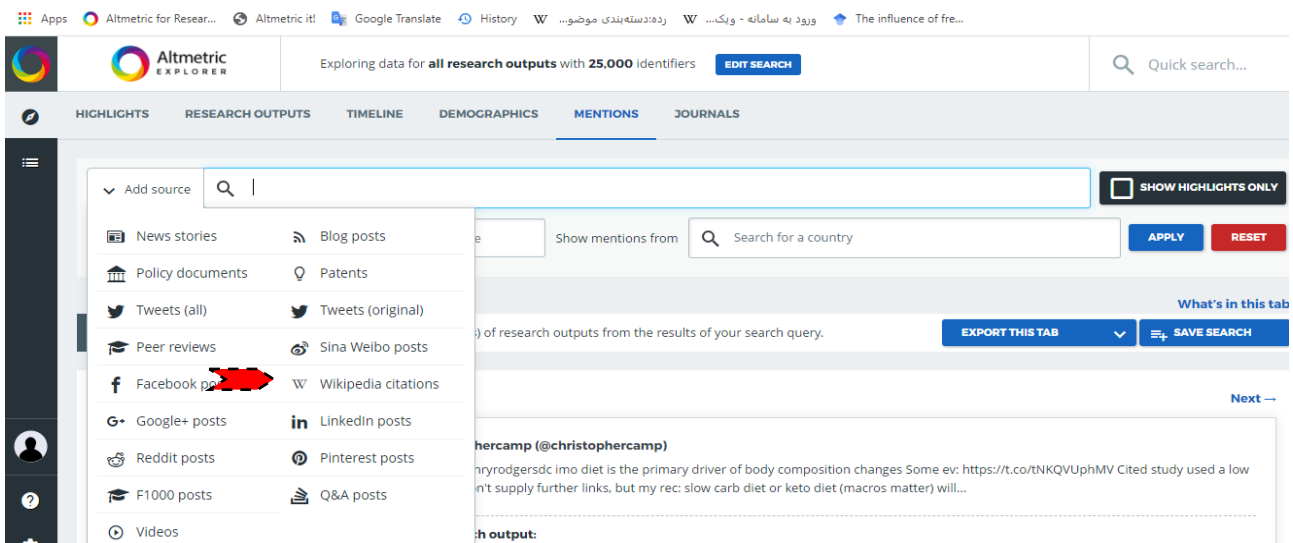 Apps Altmetric for Resear... Altmetric it! Google Translate History رده:دسته‌بندی موضو... ورود به سامانه - ویک... The influence of fre...
Altmetric
EXPLORER
Exploring data for all research outputs with 25,000 identifiers EDIT SEARCH Quick search...
HIGHLIGHTS RESEARCH OUTPUTS TIMELINE DEMOGRAPHICS MENTIONS JOURNALS
Add source SHOW HIGHLIGHTS ONLY
News stories Blog posts
Show mentions from Search for a country APPLY RESET
Policy documents Patents
What's in this tab
Tweets (all) Tweets (original)
) of research outputs from the results of your search query. EXPORT THIS TAB SAVE SEARCH
Peer reviews Sina Weibo posts
Facebook Wikipedia citations
Next →
Google+ posts LinkedIn posts
hercamp (@christophercamp)
Reddit posts Pinterest posts
nryrodgersdc imo diet is the primary driver of body composition changes Some ev: https://t.co/tNKQVUphMV Cited study used a low
F1000 posts Q&A posts
n't supply further links, but my rec: slow carb diet or keto diet (macros matter) will...
Videos
h output: